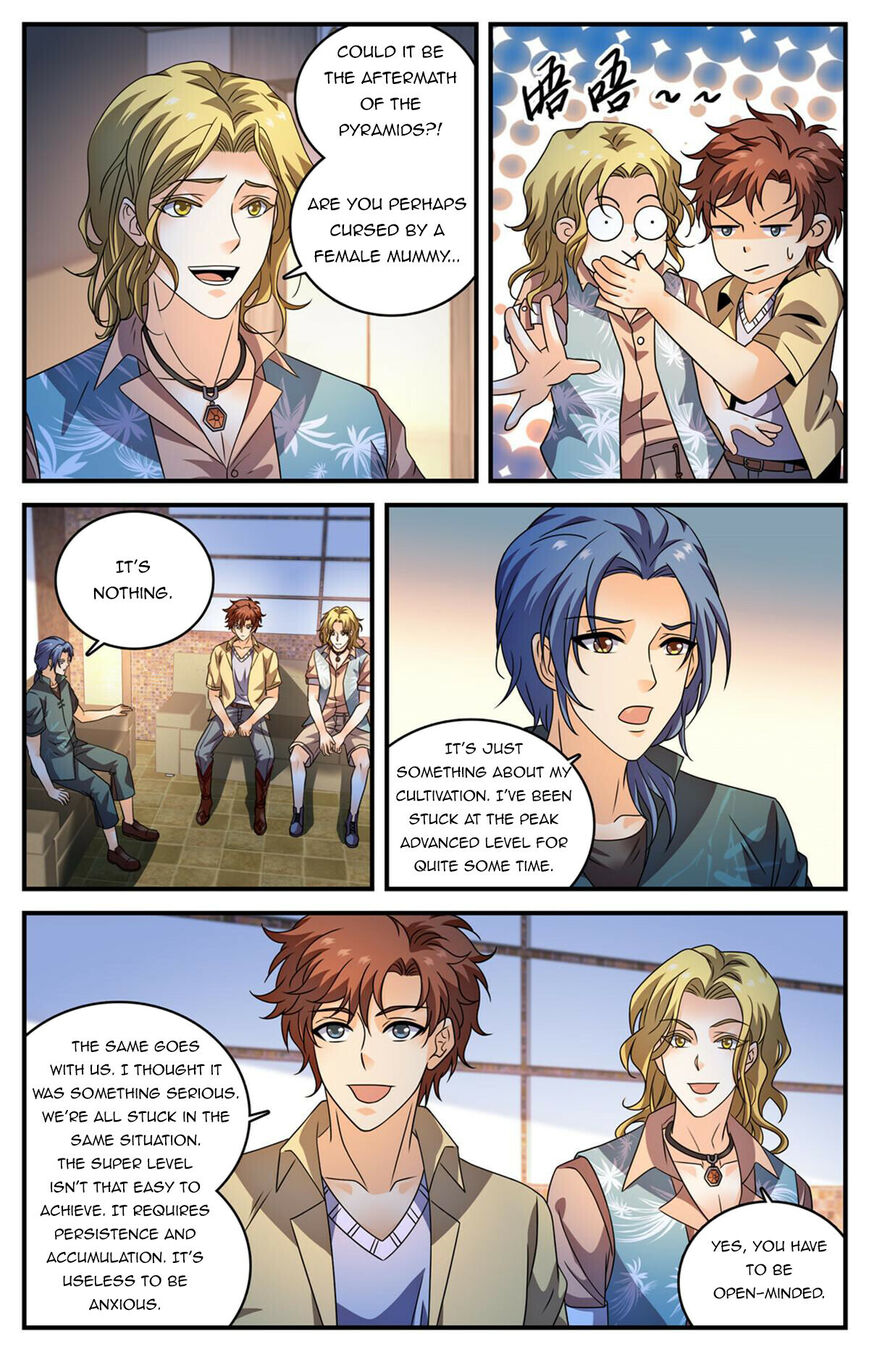 COULD IT BE
THE AFTERMATH
OF THE
PYRAMIDS?!
ARE YOU PERHAPS
CURSED BY A
FEMALE MUMMY...
唔唔~~
IT'S
NOTHING.
IT'S JUST
SOMETHING ABOUT MY
CULTIVATION. I'VE BEEN
STUCK AT THE PEAK
ADVANCED LEVEL FOR
QUITE SOME TIME.
THE SAME GOES
WITH US. I THOUGHT IT
WAS SOMETHING SERIOUS.
WE'RE ALL STUCK IN THE
SAME SITUATION.
THE SUPER LEVEL
ISN'T THAT EASY TO
ACHIEVE. IT REQUIRES
PERSISTENCE AND
ACCUMULATION. IT'S
USELESS TO BE
ANXIOUS.
YES, YOU HAVE
TO BE
OPEN-MINDED.